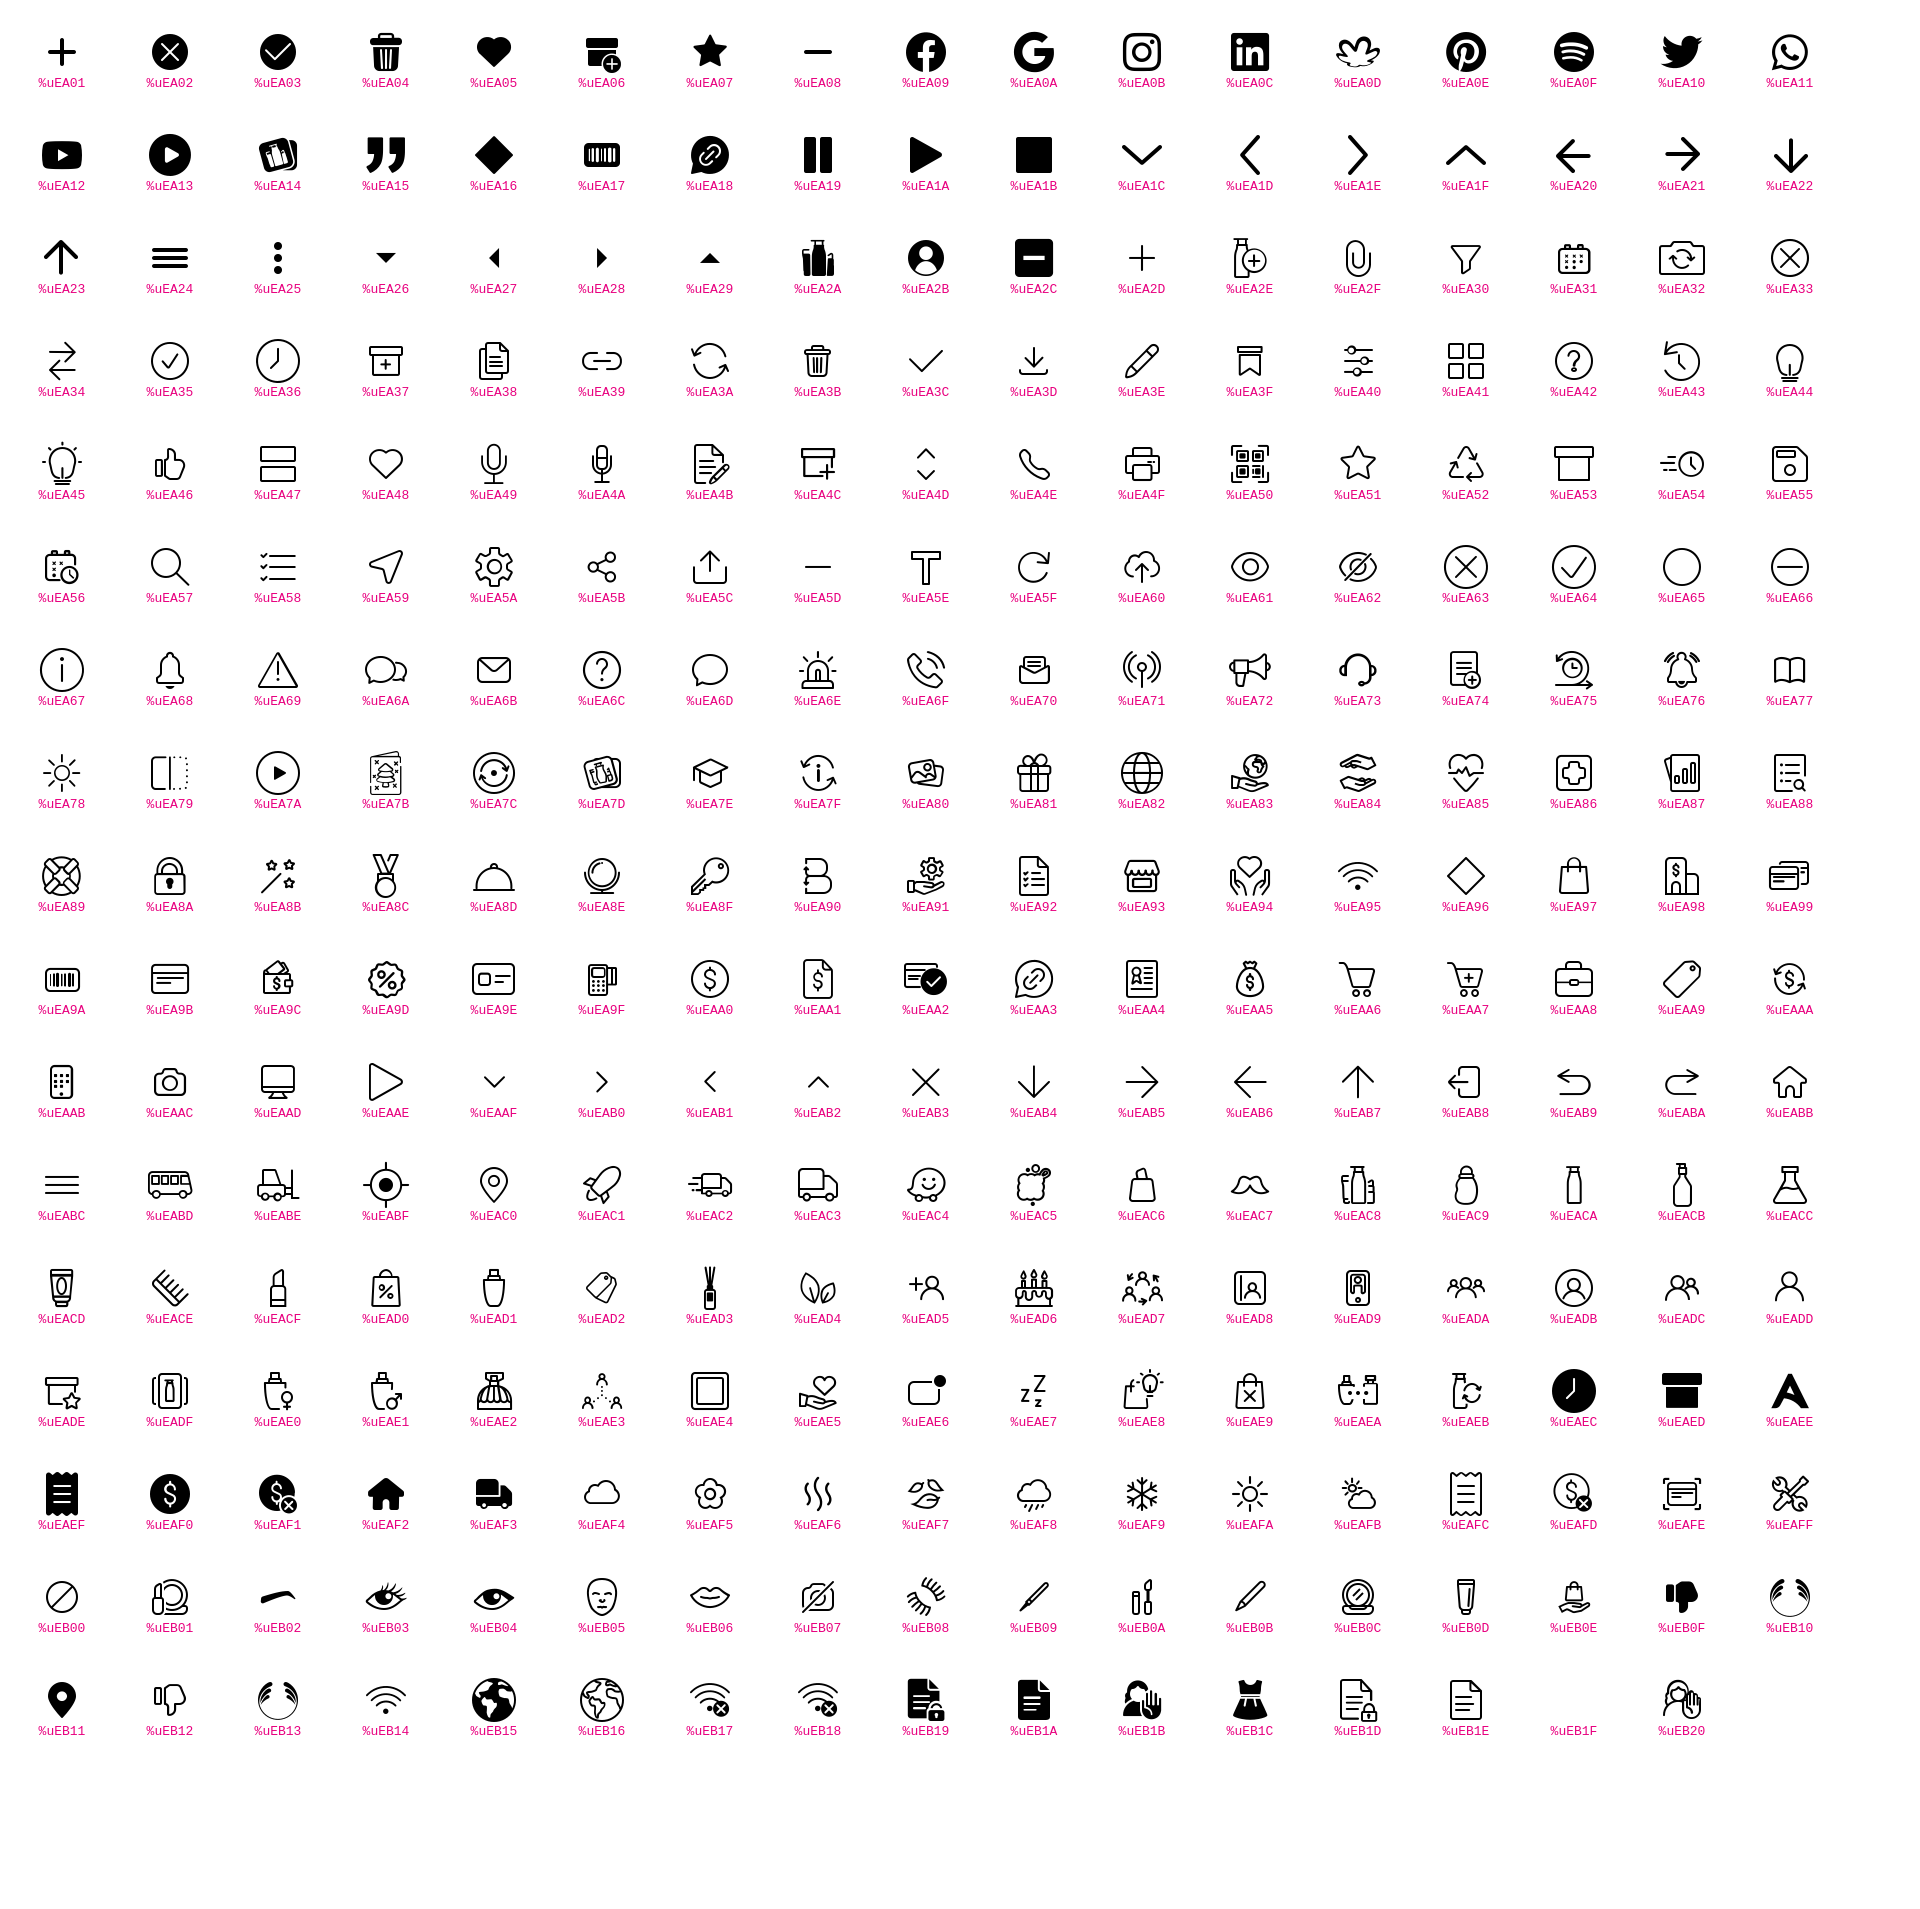 %uEA01 %uEA02 %uEA03 %uEA04 %uEA05 %uEA06 %uEA07 %uEA08 %uEA09 %uEA0A %uEA0B %uEA0C %uEA0D %uEA0E %uEA0F %uEA10 %uEA11
%uEA12 %uEA13 %uEA14 %uEA15 %uEA16 %uEA17 %uEA18 %uEA19 %uEA1A %uEA1B %uEA1C %uEA1D %uEA1E %uEA1F %uEA20 %uEA21 %uEA22
%uEA23 %uEA24 %uEA25 %uEA26 %uEA27 %uEA28 %uEA29 %uEA2A %uEA2B %uEA2C %uEA2D %uEA2E %uEA2F %uEA30 %uEA31 %uEA32 %uEA33
%uEA34 %uEA35 %uEA36 %uEA37 %uEA38 %uEA39 %uEA3A %uEA3B %uEA3C %uEA3D %uEA3E %uEA3F %uEA40 %uEA41 %uEA42 %uEA43 %uEA44
%uEA45 %uEA46 %uEA47 %uEA48 %uEA49 %uEA4A %uEA4B %uEA4C %uEA4D %uEA4E %uEA4F %uEA50 %uEA51 %uEA52 %uEA53 %uEA54 %uEA55
%uEA56 %uEA57 %uEA58 %uEA59 %uEA5A %uEA5B %uEA5C %uEA5D %uEA5E %uEA5F %uEA60 %uEA61 %uEA62 %uEA63 %uEA64 %uEA65 %uEA66
%uEA67 %uEA68 %uEA69 %uEA6A %uEA6B %uEA6C %uEA6D %uEA6E %uEA6F %uEA70 %uEA71 %uEA72 %uEA73 %uEA74 %uEA75 %uEA76 %uEA77
%uEA78 %uEA79 %uEA7A %uEA7B %uEA7C %uEA7D %uEA7E %uEA7F %uEA80 %uEA81 %uEA82 %uEA83 %uEA84 %uEA85 %uEA86 %uEA87 %uEA88
%uEA89 %uEA8A %uEA8B %uEA8C %uEA8D %uEA8E %uEA8F %uEA90 %uEA91 %uEA92 %uEA93 %uEA94 %uEA95 %uEA96 %uEA97 %uEA98 %uEA99
%uEA9A %uEA9B %uEA9C %uEA9D %uEA9E %uEA9F %uEAA0 %uEAA1 %uEAA2 %uEAA3 %uEAA4 %uEAA5 %uEAA6 %uEAA7 %uEAA8 %uEAA9 %uEAAA
%uEAAB %uEAAC %uEAAD %uEAAE %uEAAF %uEAB0 %uEAB1 %uEAB2 %uEAB3 %uEAB4 %uEAB5 %uEAB6 %uEAB7 %uEAB8 %uEAB9 %uEABA %uEABB
%uEABC %uEABD %uEABE %uEABF %uEAC0 %uEAC1 %uEAC2 %uEAC3 %uEAC4 %uEAC5 %uEAC6 %uEAC7 %uEAC8 %uEAC9 %uEACA %uEACB %uEACC
%uEACD %uEACE %uEACF %uEAD0 %uEAD1 %uEAD2 %uEAD3 %uEAD4 %uEAD5 %uEAD6 %uEAD7 %uEAD8 %uEAD9 %uEADA %uEADB %uEADC %uEADD
%uEADE %uEADF %uEAE0 %uEAE1 %uEAE2 %uEAE3 %uEAE4 %uEAE5 %uEAE6 %uEAE7 %uEAE8 %uEAE9 %uEAEA %uEAEB %uEAEC %uEAED %uEAEE
%uEAEF %uEAF0 %uEAF1 %uEAF2 %uEAF3 %uEAF4 %uEAF5 %uEAF6 %uEAF7 %uEAF8 %uEAF9 %uEAFA %uEAFB %uEAFC %uEAFD %uEAFE %uEAFF
%uEB00 %uEB01 %uEB02 %uEB03 %uEB04 %uEB05 %uEB06 %uEB07 %uEB08 %uEB09 %uEB0A %uEB0B %uEB0C %uEB0D %uEB0E %uEB0F %uEB10
%uEB11 %uEB12 %uEB13 %uEB14 %uEB15 %uEB16 %uEB17 %uEB18 %uEB19 %uEB1A %uEB1B %uEB1C %uEB1D %uEB1E %uEB1F %uEB20